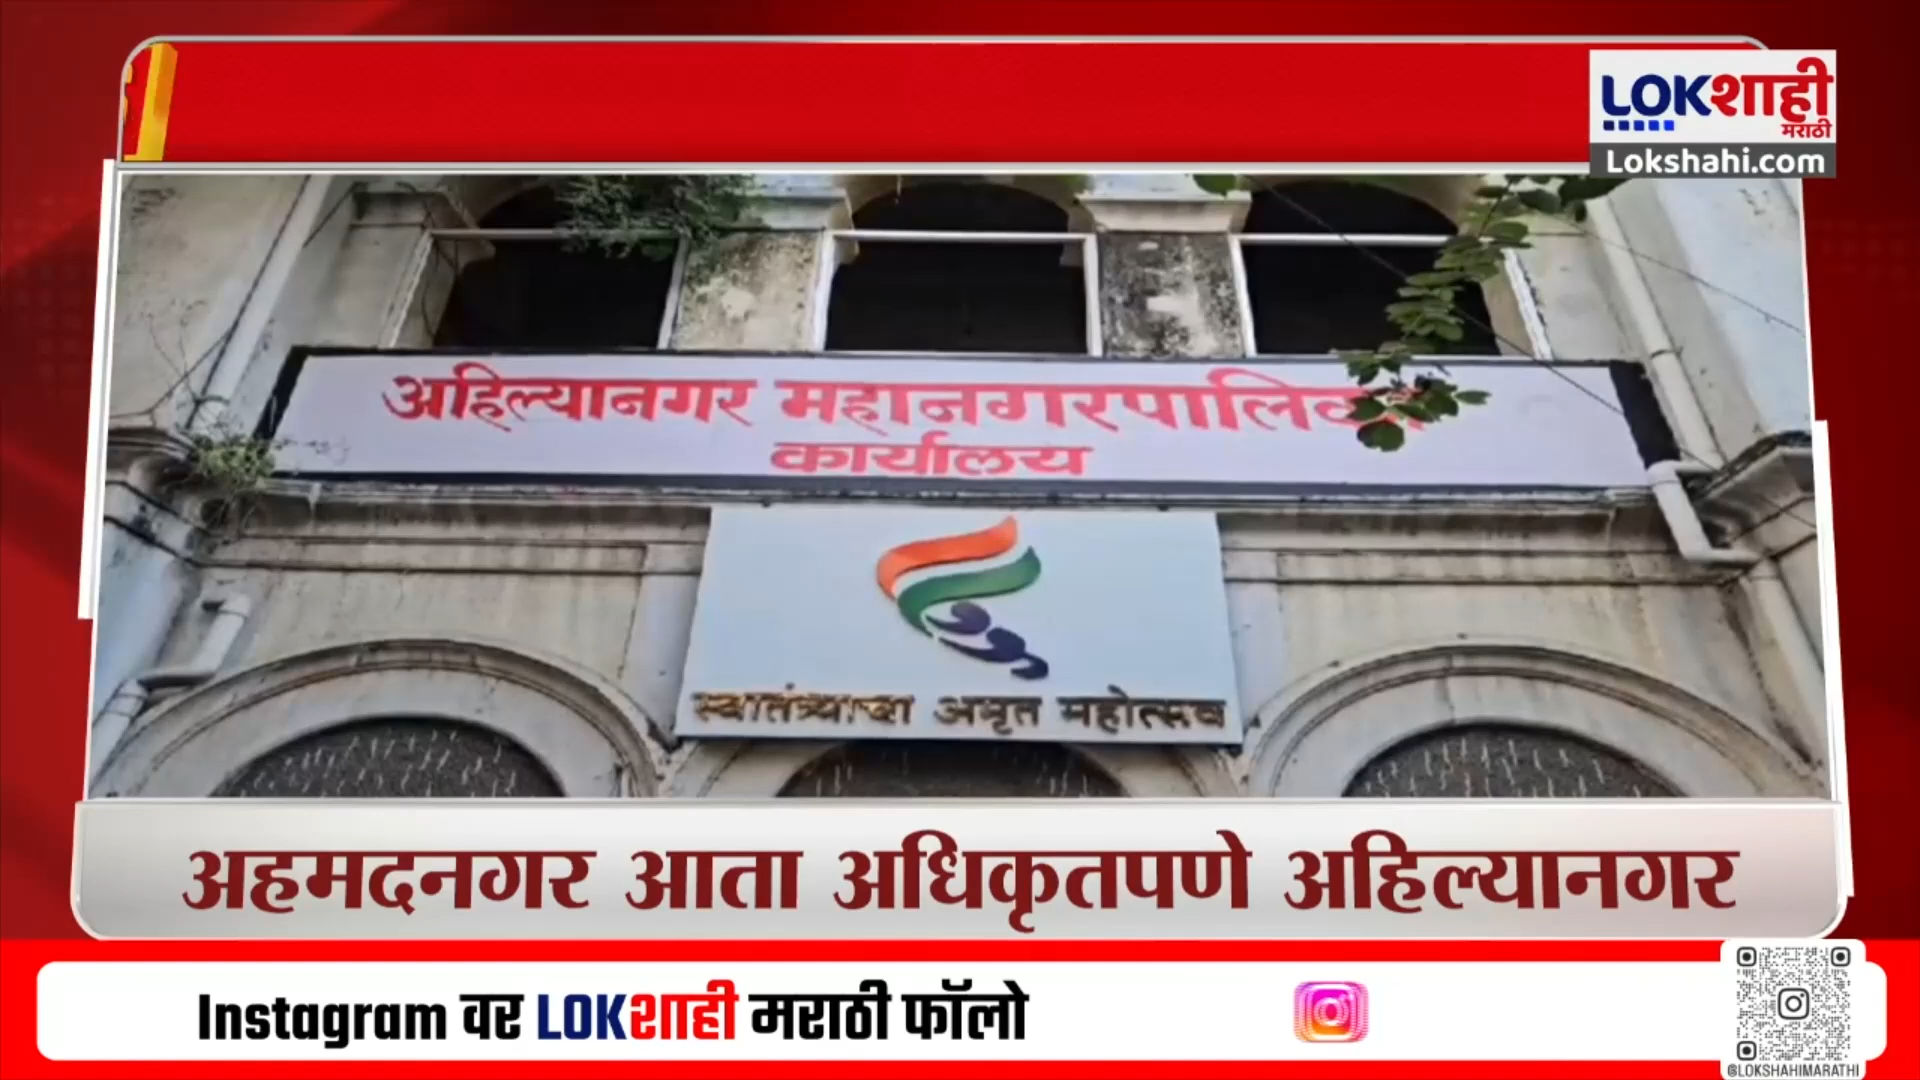 LOKशाही
मराठी
Lokshahi.com
अहिल्यानगर महानगरपालिका
कार्यालय
स्वातंत्र्याचा अमृत महोत्सव
अहमदनगर आता अधिकृतपणे अहिल्यानगर
Instagram वर LOKशाही मराठी फॉलो
@LOKSHAHIMARATHI